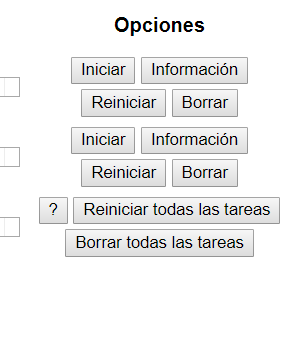 Opciones
Iniciar Información
Reiniciar Borrar
Iniciar Información
Reiniciar Borrar
? Reiniciar todas las tareas
Borrar todas las tareas